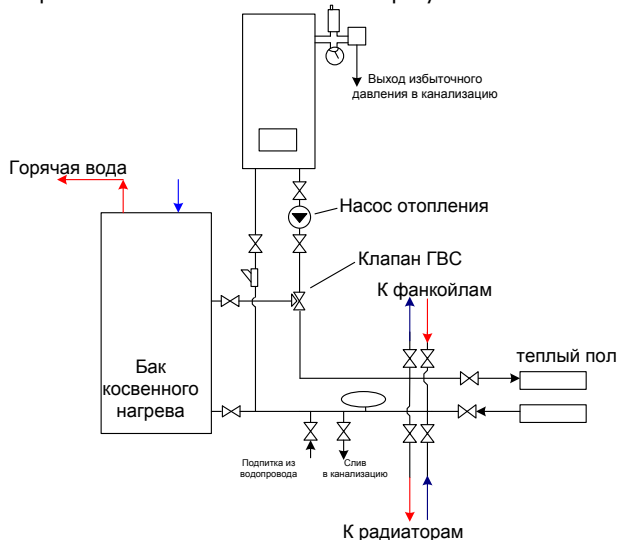 Выход избыточного
давления в канализацию
Горячая вода
Насос отопления
Клапан ГВС
К фанкойлам
теплый пол
Бак
косвенного
нагрева
Подпитка из
водопровода
Слив
в канализацию
К радиаторам